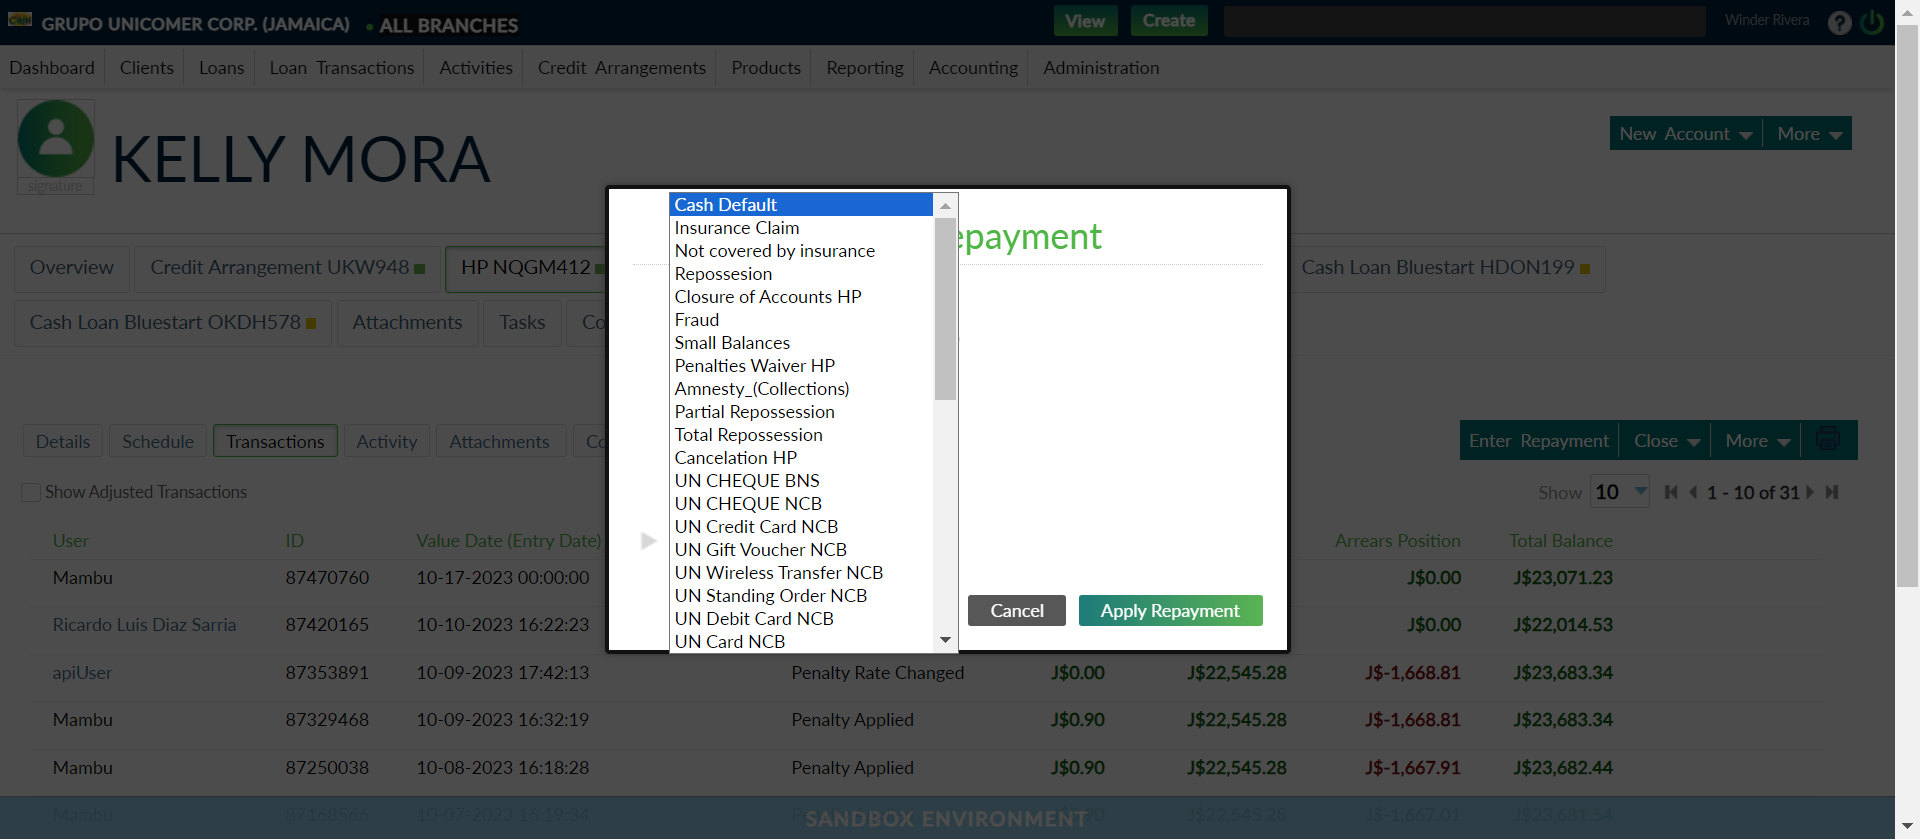 GRUPO UNICOMER CORP. (JAMAICA) • ALL BRANCHES View Create Winder Rivera ?
Dashboard Clients Loans Loan Transactions Activities Credit Arrangements Products Reporting Accounting Administration
signature
KELLY MORA
New Account More
Overview Credit Arrangement UKW948 HP NQGM412 Cash Loan Bluestart HDON199
Cash Loan Bluestart OKDH578 Attachments Tasks Co
epayment
Cash Default
Insurance Claim
Not covered by insurance
Repossesion
Closure of Accounts HP
Fraud
Small Balances
Penalties Waiver HP
Amnesty_(Collections)
Partial Repossession
Total Repossession
Cancelation HP
UN CHEQUE BNS
UN CHEQUE NCB
UN Credit Card NCB
UN Gift Voucher NCB
UN Wireless Transfer NCB
UN Standing Order NCB
UN Debit Card NCB
UN Card NCB
Cancel Apply Repayment
Details Schedule Transactions Activity Attachments Co
Enter Repayment Close More
Show Adjusted Transactions
Show 10 1 - 10 of 31
User ID Value Date (Entry Date) Arrears Position Total Balance
Mambu 87470760 10-17-2023 00:00:00 J$0.00 J$23,071.23
Ricardo Luis Diaz Sarria 87420165 10-10-2023 16:22:23 J$0.00 J$22,014.53
apiUser 87353891 10-09-2023 17:42:13 Penalty Rate Changed J$0.00 J$22,545.28 J$-1,668.81 J$23,683.34
Mambu 87329468 10-09-2023 16:32:19 Penalty Applied J$0.90 J$22,545.28 J$-1,668.81 J$23,683.34
Mambu 87250038 10-08-2023 16:18:28 Penalty Applied J$0.90 J$22,545.28 J$-1,667.91 J$23,682.44
Mambu 87168566 10-07-2023 16:19:34 J$22,545.28 J$-1,667.01 J$23,681.54
SANDBOX ENVIRONMENT